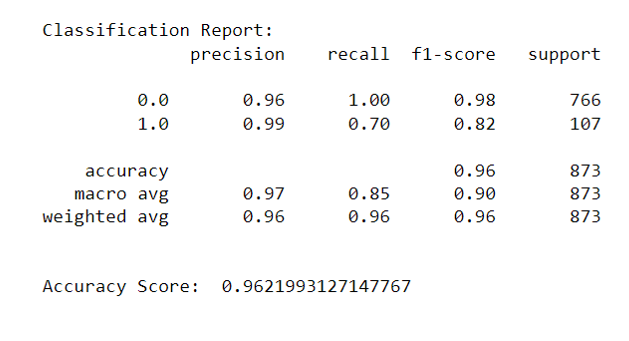 Classification Report:
precision recall f1-score support
0.0 0.96 1.00 0.98 766
1.0 0.99 0.70 0.82 107
accuracy 0.96 873
macro avg 0.97 0.85 0.90 873
weighted avg 0.96 0.96 0.96 873
Accuracy Score: 0.9621993127147767